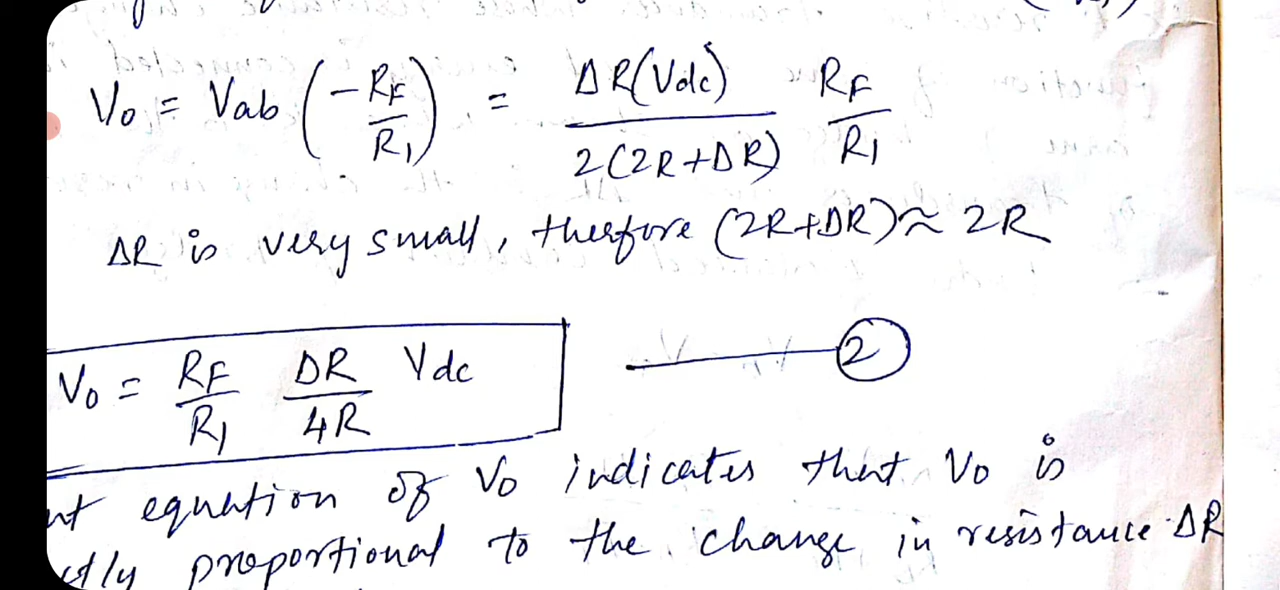 Vo = Vab (-RF/R1) = ΔR(Vdc)/2(2R+ΔR) RF/R1
ΔR is very small, therefore (2R+ΔR) ≈ 2R
Vo = RF/R1 ΔR/4R Vdc —— 2
nt equation of Vo indicates that Vo is
ctly proportional to the change in resistance ΔR